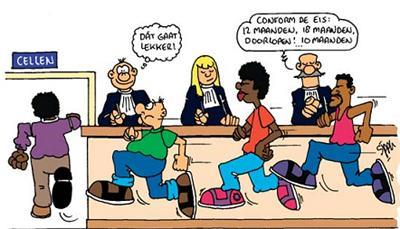 CELLEN
DÁT GAAT
LEKKER!
CONFORM DE EIS:
12 MAANDEN, 18 MAANDEN,
DOORLOPEN! 10 MAANDEN